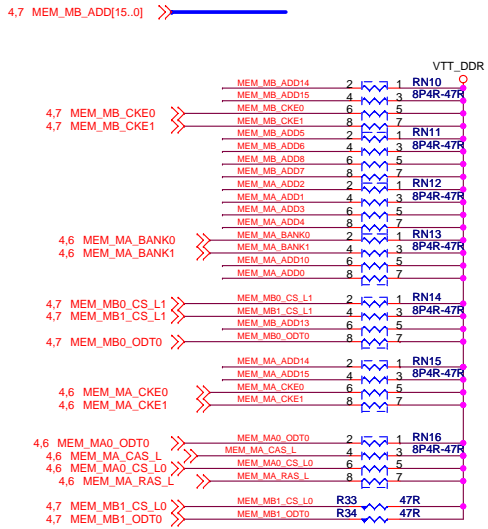 4,7 MEM_MB_ADD[15..0]
VTT_DDR
MEM_MB_ADD14 2 1 RN10
MEM_MB_ADD15 4 3 8P4R-47R
4,7 MEM_MB_CKE0 MEM_MB_CKE0 6 5
4,7 MEM_MB_CKE1 MEM_MB_CKE1 8 7
MEM_MB_ADD5 2 1 RN11
MEM_MB_ADD6 4 3 8P4R-47R
MEM_MB_ADD8 6 5
MEM_MB_ADD7 8 7
MEM_MA_ADD2 2 1 RN12
MEM_MA_ADD1 4 3 8P4R-47R
MEM_MA_ADD3 6 5
MEM_MA_ADD4 8 7
4,6 MEM_MA_BANK0 MEM_MA_BANK0 2 1 RN13
4,6 MEM_MA_BANK1 MEM_MA_BANK1 4 3 8P4R-47R
MEM_MA_ADD10 6 5
MEM_MA_ADD0 8 7
4,7 MEM_MB0_CS_L1 MEM_MB0_CS_L1 2 1 RN14
4,7 MEM_MB1_CS_L1 MEM_MB1_CS_L1 4 3 8P4R-47R
MEM_MB_ADD13 6 5
4,7 MEM_MB0_ODT0 MEM_MB0_ODT0 8 7
MEM_MA_ADD14 2 1 RN15
MEM_MA_ADD15 4 3 8P4R-47R
4,6 MEM_MA_CKE0 MEM_MA_CKE0 6 5
4,6 MEM_MA_CKE1 MEM_MA_CKE1 8 7
4,6 MEM_MA0_ODT0 MEM_MA0_ODT0 2 1 RN16
4,6 MEM_MA_CAS_L MEM_MA_CAS_L 4 3 8P4R-47R
4,6 MEM_MA0_CS_L0 MEM_MA0_CS_L0 6 5
4,6 MEM_MA_RAS_L MEM_MA_RAS_L 8 7
4,7 MEM_MB1_CS_L0 MEM_MB1_CS_L0 R33 47R
4,7 MEM_MB1_ODT0 MEM_MB1_ODT0 R34 47R